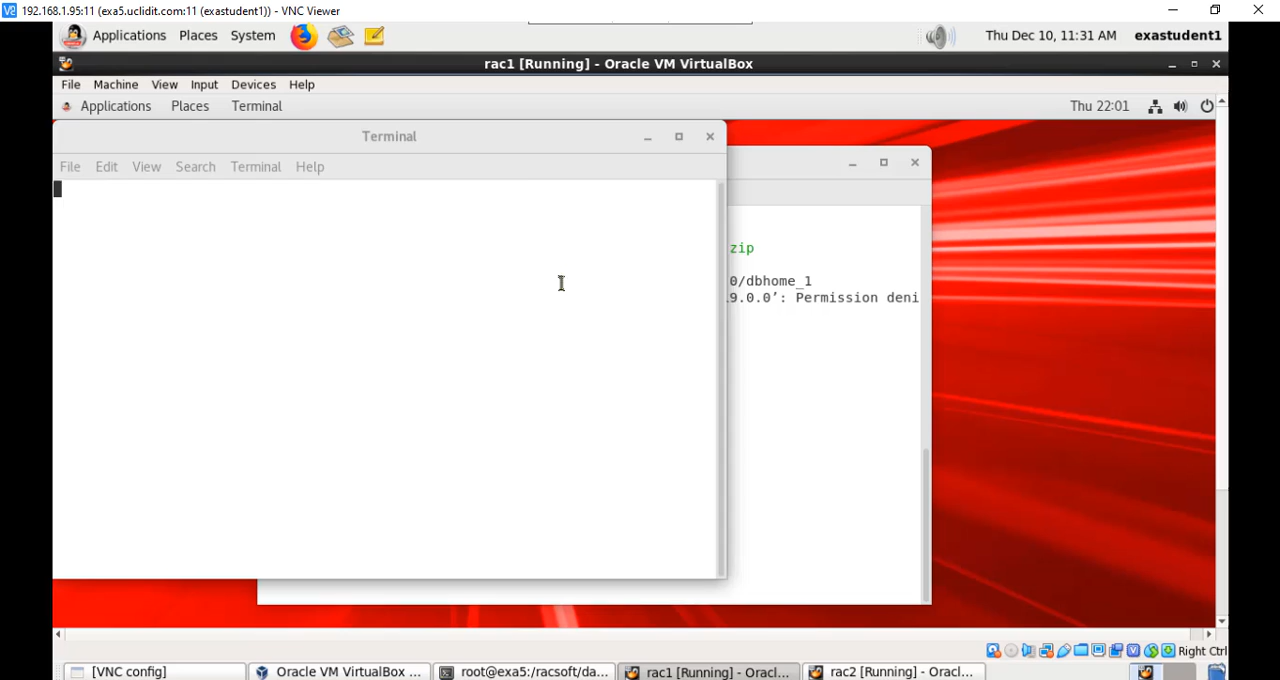 192.168.1.95:11 (exa5.uclidit.com:11 (exastudent1)) - VNC Viewer
Applications Places System Thu Dec 10, 11:31 AM exastudent1
rac1 [Running] - Oracle VM VirtualBox
File Machine View Input Devices Help
Applications Places Terminal Thu 22:01
Terminal
File Edit View Search Terminal Help
zip
0/dbhome_1
9.0.0’: Permission deni
Right Ctrl
[VNC config] Oracle VM VirtualBox ... root@exa5:/racsoft/da... rac1 [Running] - Oracl... rac2 [Running] - Oracl...